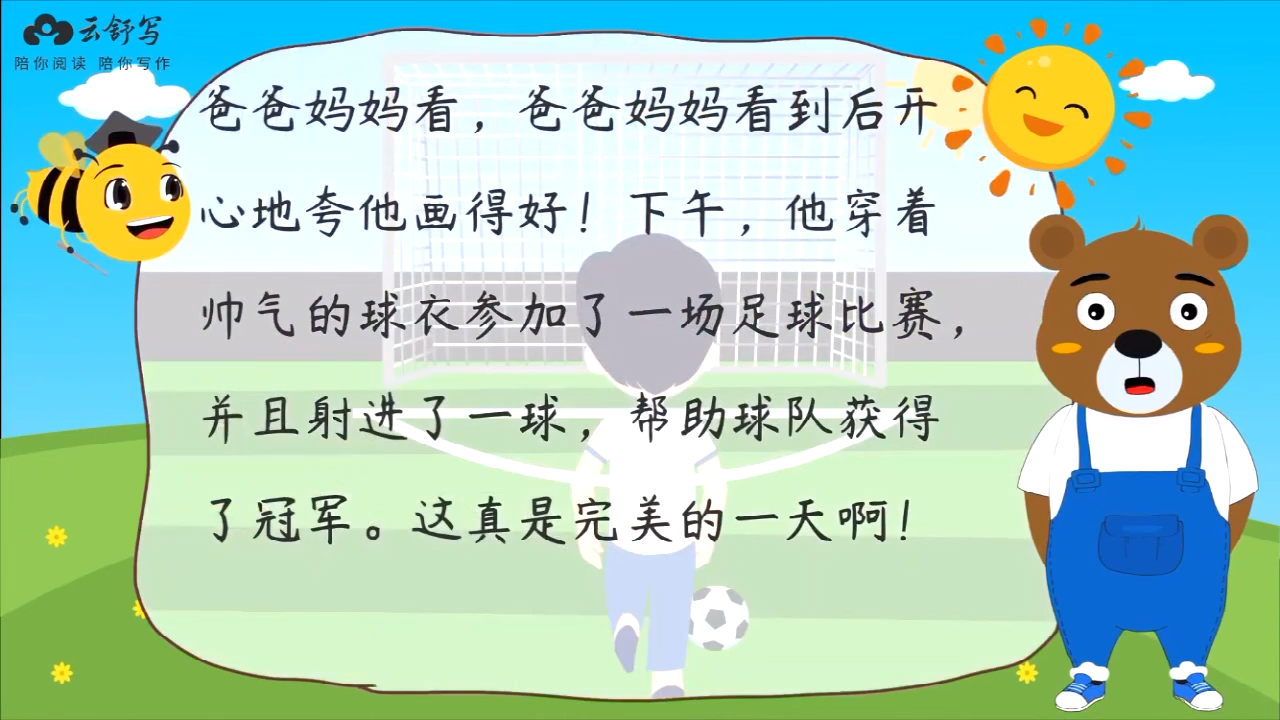 云舒写
陪你阅读 陪你写作
爸爸妈妈看，爸爸妈妈看到后开
心地夸他画得好！下午，他穿着
帅气的球衣参加了一场足球比赛，
并且射进了一球，帮助球队获得
了冠军。这真是完美的一天啊！